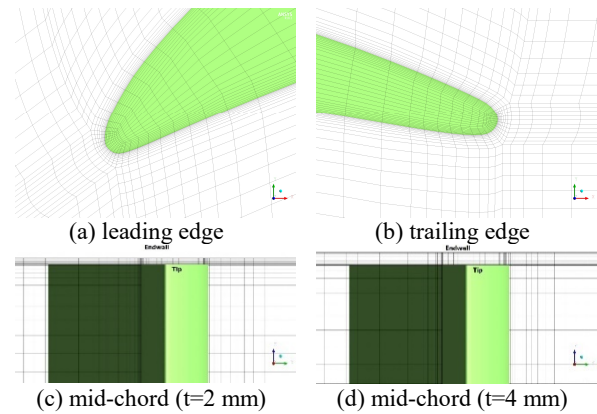 (a) leading edge
(b) trailing edge
Endwall
Tip
Endwall
Tip
(c) mid-chord (t=2 mm)
(d) mid-chord (t=4 mm)